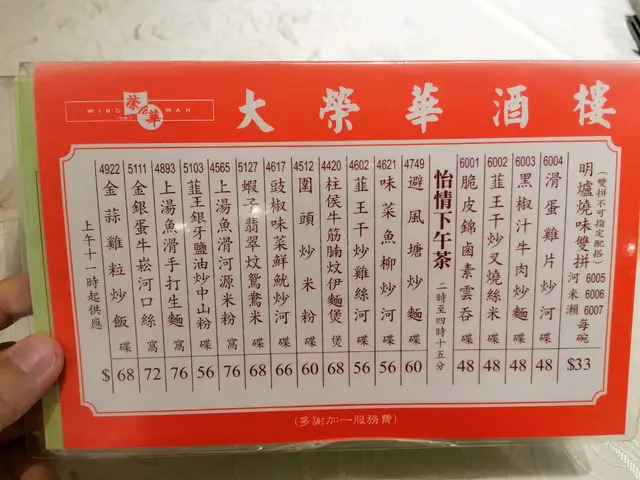 WING WAH
大榮華酒樓
(雙拼不可指定配搭)
明爐燒味雙拼
河 6005
米 6006
瀨 6007
每碗 $33
6004 滑蛋雞片炒河 碟 48
6003 黑椒汁牛肉炒麵 碟 48
6002 韮王干炒叉燒絲米 碟 48
6001 脆皮錦鹵素雲吞 碟 48
怡情下午茶 二時至四時十五分
4749 避風塘炒麵 碟 60
4621 味菜魚柳炒河 碟 56
4602 韮王干炒雞絲河 碟 56
4420 柱侯牛筋腩炆伊麵煲 煲 68
4512 圍頭炒米粉 碟 60
4617 豉椒味菜鮮魷炒河 碟 66
5127 蝦子翡翠炆鴛鴦米 碟 68
4565 上湯魚滑河源米粉 窩 76
5103 韮王銀牙鹽油炒中山粉 碟 56
4893 上湯魚滑手打生麵 窩 76
5111 金銀蛋牛崧河口絲 窩 72
4922 金蒜雞粒炒飯 碟 $68
上午十一時起供應
(多謝加一服務費)